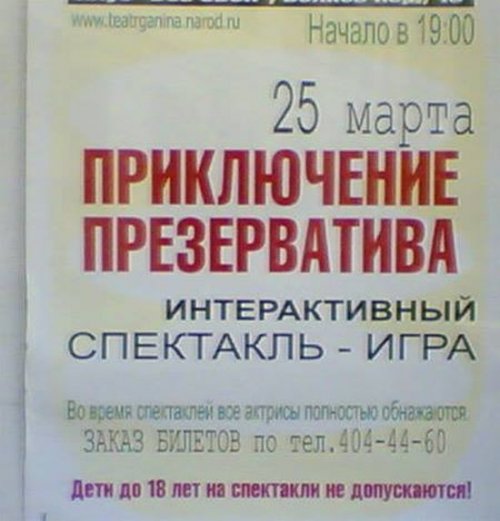 www.teatrganina.narod.ru
Начало в 19:00
25 марта
ПРИКЛЮЧЕНИЕ
ПРЕЗЕРВАТИВА
ИНТЕРАКТИВНЫЙ
СПЕКТАКЛЬ - ИГРА
Во время спектаклей все актрисы полностью обнажаются.
ЗАКАЗ БИЛЕТОВ по тел.404-44-60
Дети до 18 лет на спектакли не допускаются!